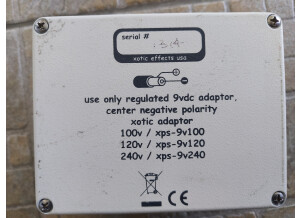 serial #
xotic effects usa
use only regulated 9vdc adaptor,
center negative polarity
xotic adaptor
100v / xps-9v100
120v / xps-9v120
240v / xps-9v240
CE